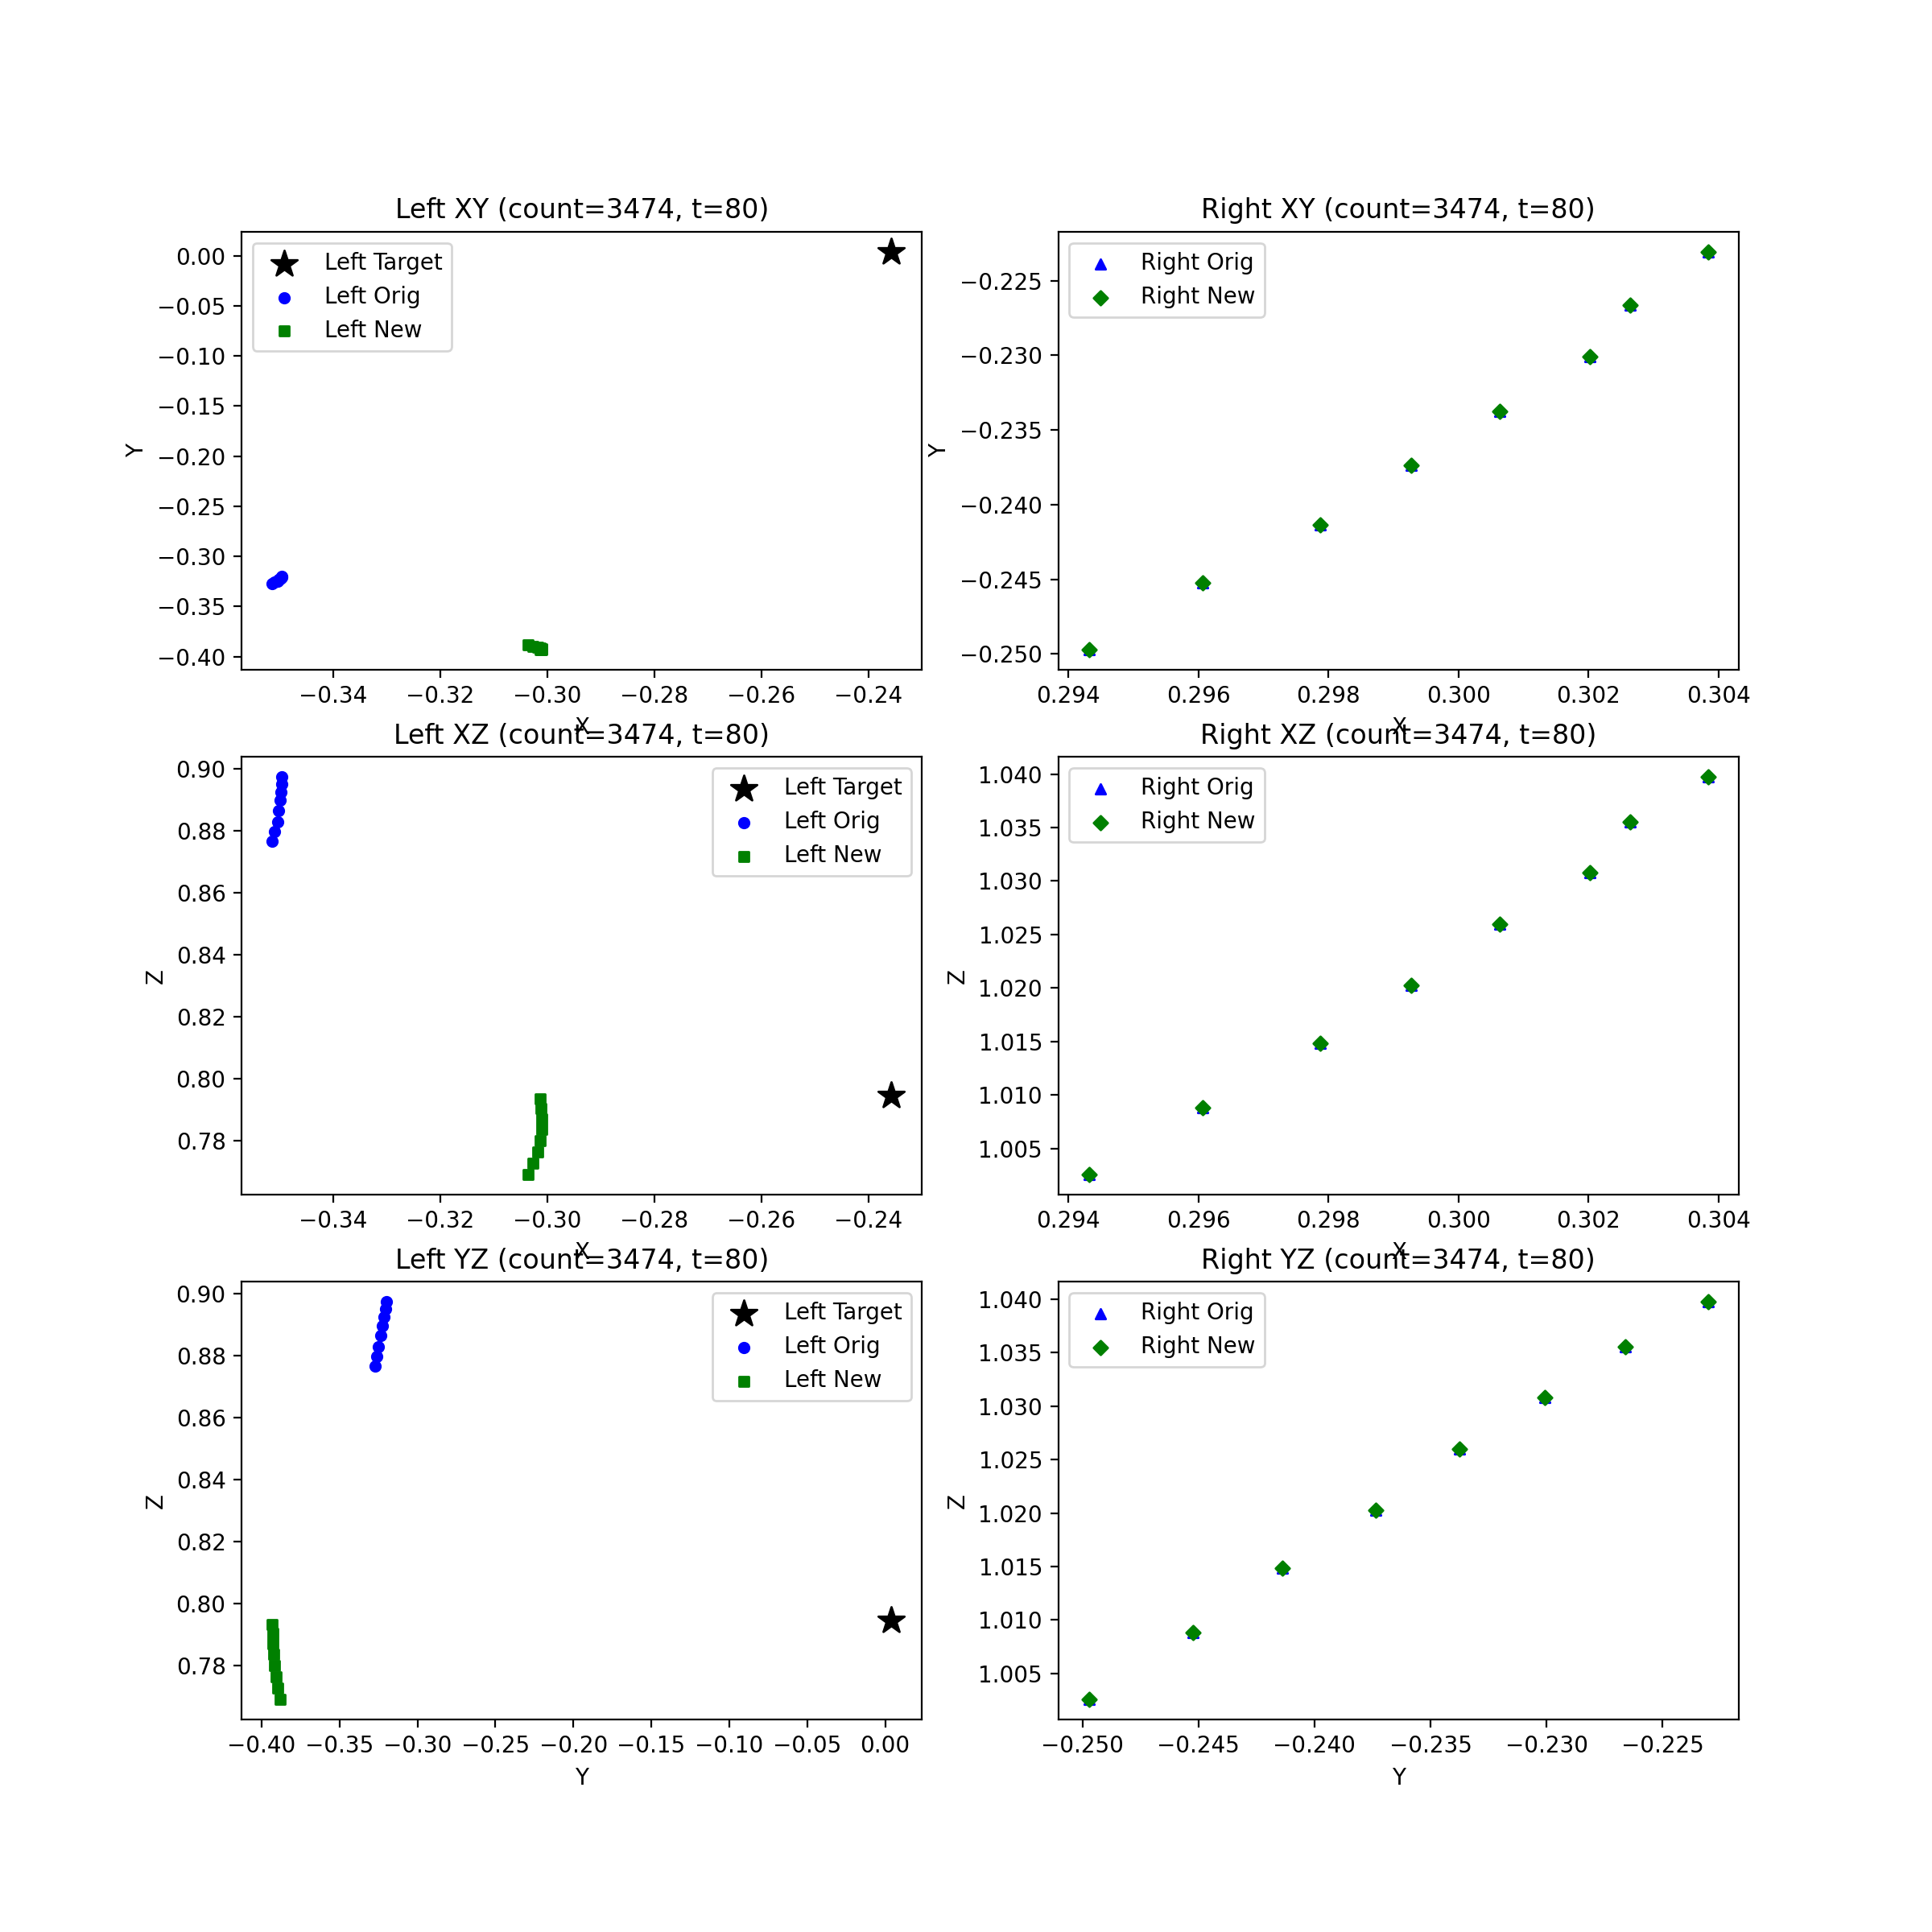 Left XY (count=3474, t=80)
Left Target
Left Orig
Left New
0.00
−0.05
−0.10
−0.15
−0.20
−0.25
−0.30
−0.35
−0.40
Y
−0.34
−0.32
−0.30
−0.28
−0.26
−0.24
X
Right XY (count=3474, t=80)
Right Orig
Right New
−0.225
−0.230
−0.235
−0.240
−0.245
−0.250
Y
0.294
0.296
0.298
0.300
0.302
0.304
X
Left XZ (count=3474, t=80)
Left Target
Left Orig
Left New
0.90
0.88
0.86
0.84
0.82
0.80
0.78
Z
−0.34
−0.32
−0.30
−0.28
−0.26
−0.24
X
Right XZ (count=3474, t=80)
Right Orig
Right New
1.040
1.035
1.030
1.025
1.020
1.015
1.010
1.005
Z
0.294
0.296
0.298
0.300
0.302
0.304
X
Left YZ (count=3474, t=80)
Left Target
Left Orig
Left New
0.90
0.88
0.86
0.84
0.82
0.80
0.78
Z
−0.40
−0.35
−0.30
−0.25
−0.20
−0.15
−0.10
−0.05
0.00
Y
Right YZ (count=3474, t=80)
Right Orig
Right New
1.040
1.035
1.030
1.025
1.020
1.015
1.010
1.005
Z
−0.250
−0.245
−0.240
−0.235
−0.230
−0.225
Y